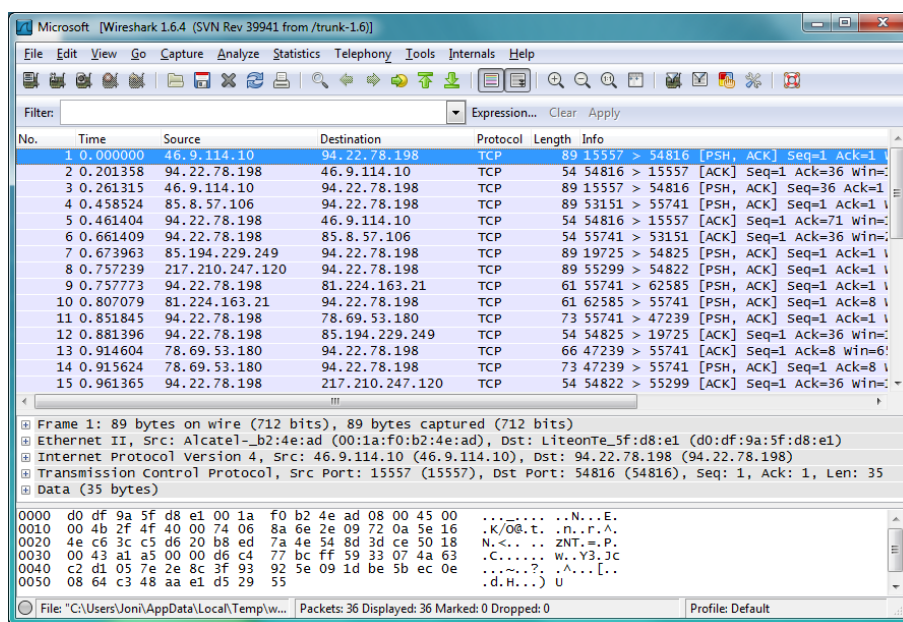 Microsoft [Wireshark 1.6.4 (SVN Rev 39941 from /trunk-1.6)]
File Edit View Go Capture Analyze Statistics Telephony Tools Internals Help
Filter: Expression... Clear Apply
No. Time Source Destination Protocol Length Info
1 0.000000 46.9.114.10 94.22.78.198 TCP 89 15557 > 54816 [PSH, ACK] Seq=1 Ack=1
2 0.201358 94.22.78.198 46.9.114.10 TCP 54 54816 > 15557 [ACK] Seq=1 Ack=36 Win=
3 0.261315 46.9.114.10 94.22.78.198 TCP 89 15557 > 54816 [PSH, ACK] Seq=36 Ack=1
4 0.458524 85.8.57.106 94.22.78.198 TCP 89 53151 > 55741 [PSH, ACK] Seq=1 Ack=1
5 0.461404 94.22.78.198 46.9.114.10 TCP 54 54816 > 15557 [ACK] Seq=1 Ack=71 Win=
6 0.661409 94.22.78.198 85.8.57.106 TCP 54 55741 > 53151 [ACK] Seq=1 Ack=36 Win=
7 0.673963 85.194.229.249 94.22.78.198 TCP 89 19725 > 54825 [PSH, ACK] Seq=1 Ack=1
8 0.757239 217.210.247.120 94.22.78.198 TCP 89 55299 > 54822 [PSH, ACK] Seq=1 Ack=1
9 0.757773 94.22.78.198 81.224.163.21 TCP 61 55741 > 62585 [PSH, ACK] Seq=1 Ack=1
10 0.807079 81.224.163.21 94.22.78.198 TCP 61 62585 > 55741 [PSH, ACK] Seq=1 Ack=8
11 0.851845 94.22.78.198 78.69.53.180 TCP 73 55741 > 47239 [PSH, ACK] Seq=1 Ack=1
12 0.881396 94.22.78.198 85.194.229.249 TCP 54 54825 > 19725 [ACK] Seq=1 Ack=36 Win=
13 0.914604 78.69.53.180 94.22.78.198 TCP 66 47239 > 55741 [ACK] Seq=1 Ack=8 Win=6
14 0.915624 78.69.53.180 94.22.78.198 TCP 73 47239 > 55741 [PSH, ACK] Seq=1 Ack=8
15 0.961365 94.22.78.198 217.210.247.120 TCP 54 54822 > 55299 [ACK] Seq=1 Ack=36 Win=
Frame 1: 89 bytes on wire (712 bits), 89 bytes captured (712 bits)
Ethernet II, Src: Alcatel-_b2:4e:ad (00:1a:f0:b2:4e:ad), Dst: LiteonTe_5f:d8:e1 (d0:df:9a:5f:d8:e1)
Internet Protocol Version 4, Src: 46.9.114.10 (46.9.114.10), Dst: 94.22.78.198 (94.22.78.198)
Transmission Control Protocol, Src Port: 15557 (15557), Dst Port: 54816 (54816), Seq: 1, Ack: 1, Len: 35
Data (35 bytes)
0000 d0 df 9a 5f d8 e1 00 1a f0 b2 4e ad 08 00 45 00 ..._.... ..N...E.
0010 00 4b 2f 4f 40 00 74 06 8a 6e 2e 09 72 0a 5e 16 .K/O@.t. .n..r.^.
0020 4e c6 3c c5 d6 20 b8 ed 7a 4e 54 8d 3d ce 50 18 N.<.. .. zNT.=.P.
0030 00 43 a1 a5 00 00 d6 c4 77 bc ff 59 33 07 4a 63 .C...... w..Y3.Jc
0040 c2 d1 05 7e 2e 8c 3f 93 92 5e 09 1d be 5b ec 0e ...~..?. .^...[..
0050 08 64 c3 48 aa e1 d5 29 55 .d.H...) U
File: "C:\Users\Joni\AppData\Local\Temp\w... Packets: 36 Displayed: 36 Marked: 0 Dropped: 0 Profile: Default